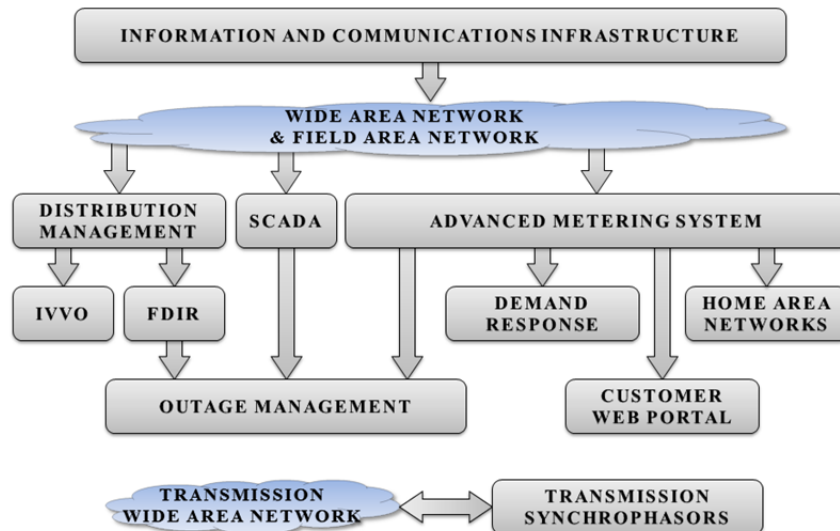 INFORMATION AND COMMUNICATIONS INFRASTRUCTURE
WIDE AREA NETWORK
& FIELD AREA NETWORK
DISTRIBUTION
MANAGEMENT
SCADA
ADVANCED METERING SYSTEM
IVVO
FDIR
DEMAND
RESPONSE
HOME AREA
NETWORKS
OUTAGE MANAGEMENT
CUSTOMER
WEB PORTAL
TRANSMISSION
WIDE AREA NETWORK
TRANSMISSION
SYNCHROPHASORS